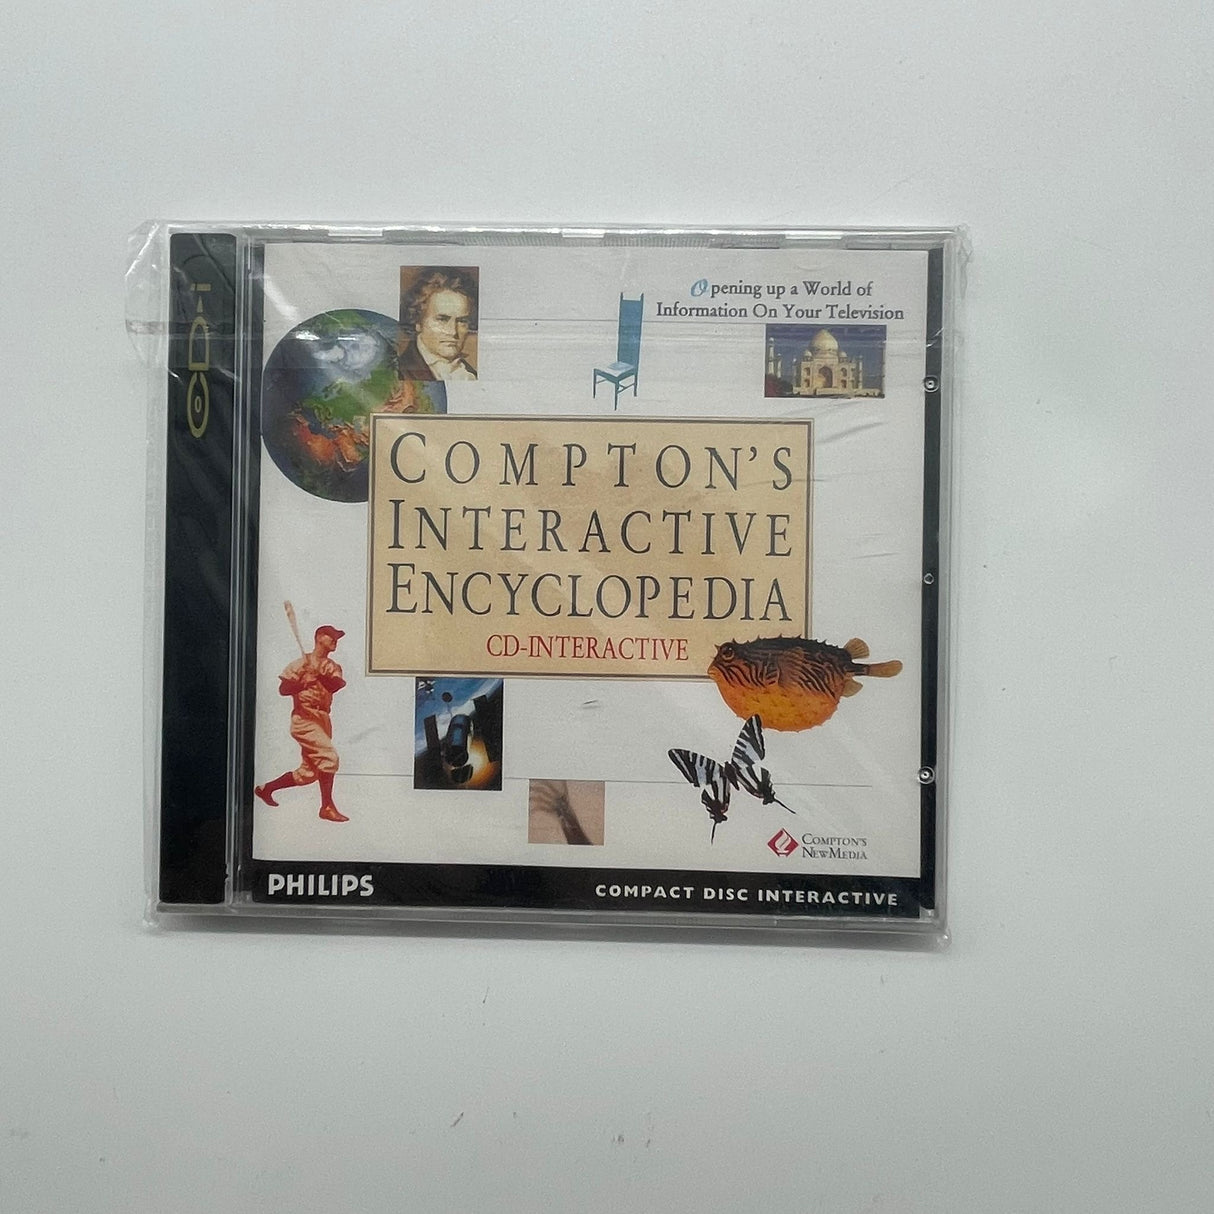 CD-i
Opening up a World of
Information On Your Television
COMPTON'S
INTERACTIVE
ENCYCLOPEDIA
CD-INTERACTIVE
COMPTON'S
NEWMEDIA
PHILIPS
COMPACT DISC INTERACTIVE